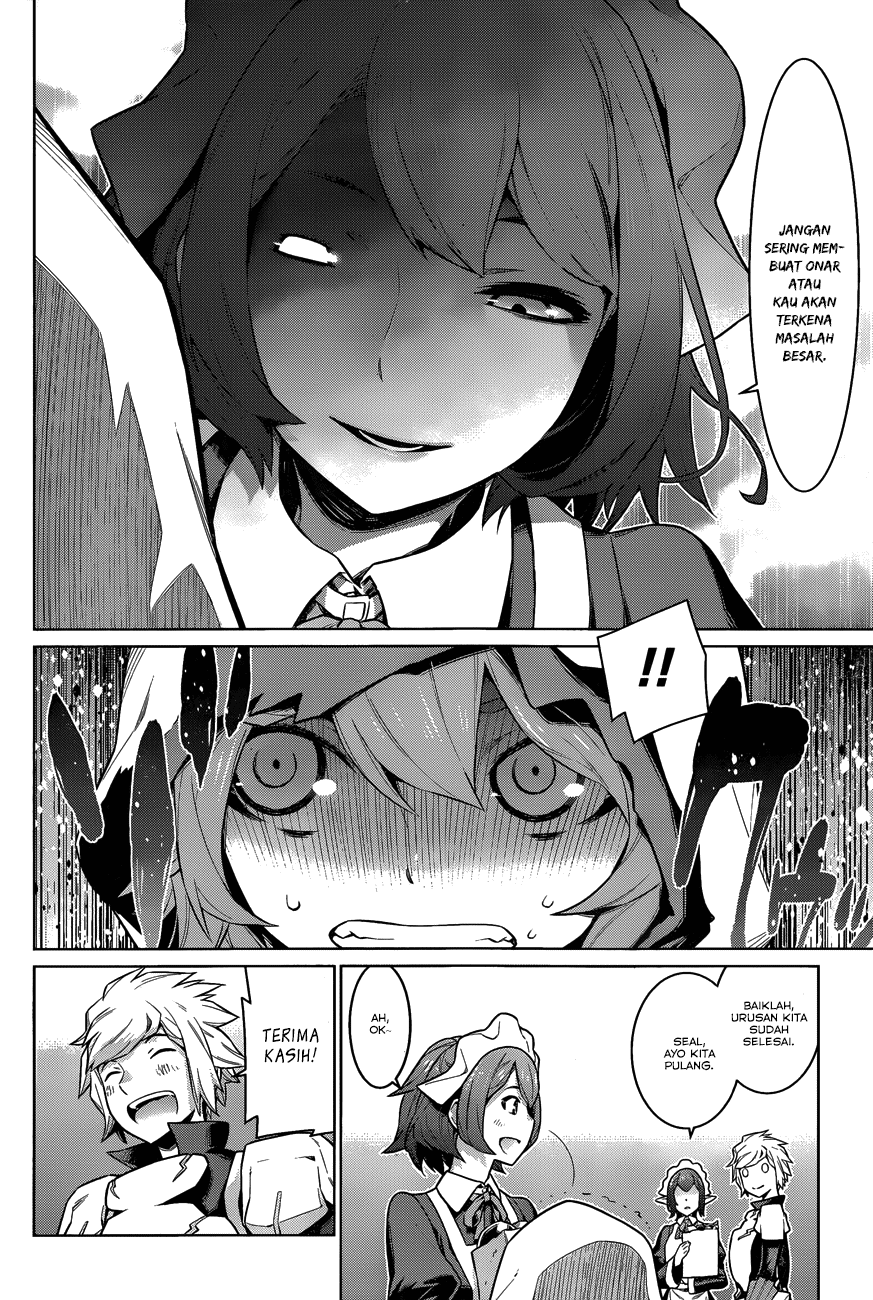 JANGAN
SERING MEM-
BUAT ONAR
ATAU
KAU AKAN
TERKENA
MASALAH
BESAR.
!!
BAIKLAH,
URUSAN KITA
SUDAH
SELESAI.
SEAL,
AYO KITA
PULANG.
AH,
OK~
TERIMA
KASIH!